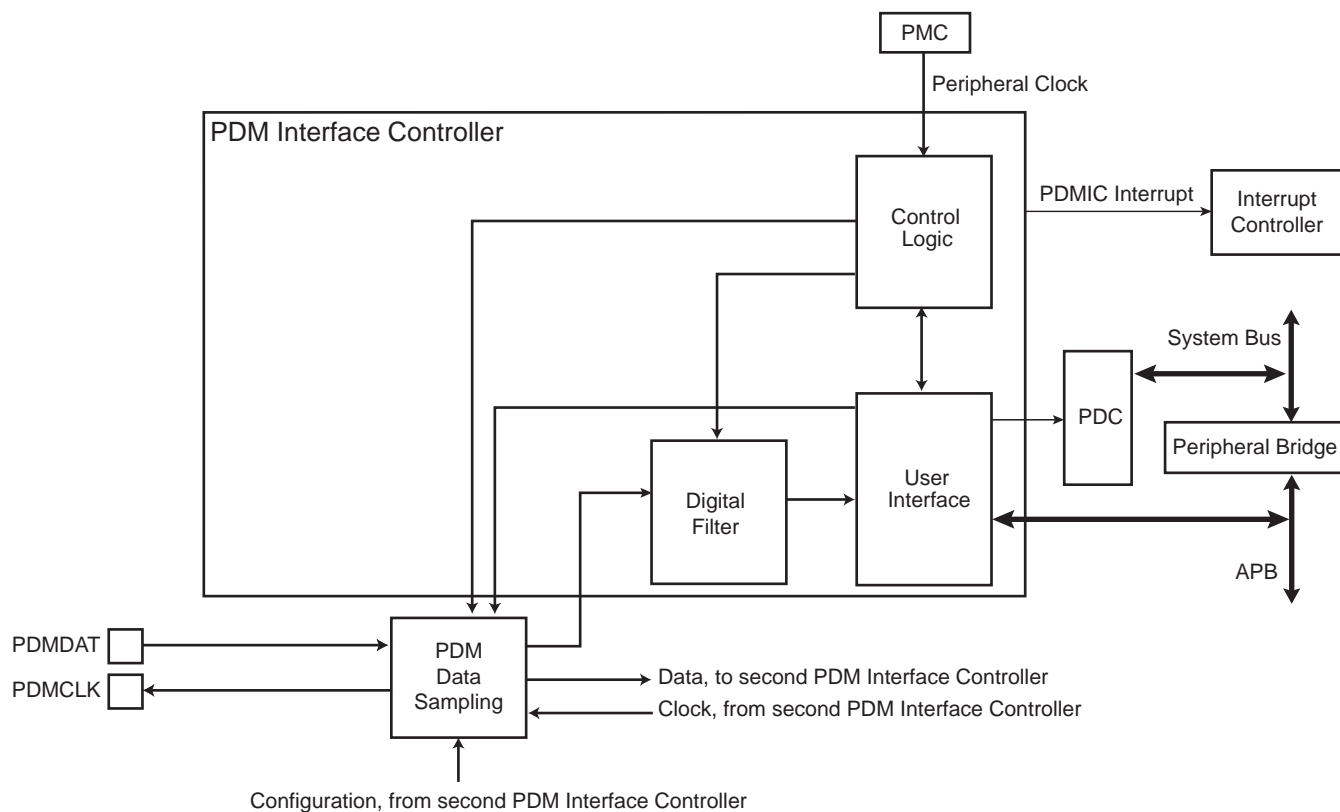 PMC
Peripheral Clock
PDM Interface Controller
Control
Logic
PDMIC Interrupt
Interrupt
Controller
System Bus
PDC
Peripheral Bridge
User
Interface
Digital
Filter
APB
PDMDAT
PDMCLK
PDM
Data
Sampling
Data, to second PDM Interface Controller
Clock, from second PDM Interface Controller
Configuration, from second PDM Interface Controller